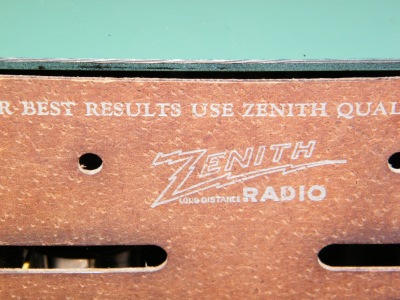 R BEST RESULTS USE ZENITH QUAL
ZENITH
LONG DISTANCE RADIO